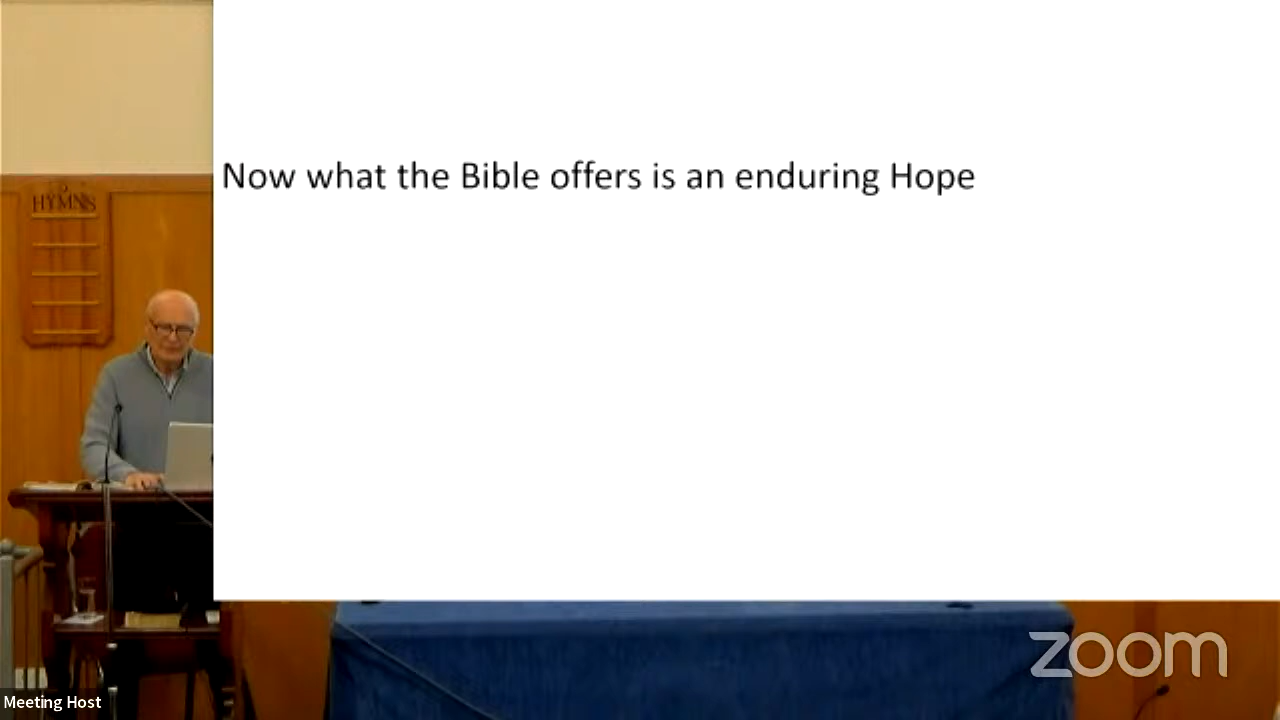 HYMNS
Now what the Bible offers is an enduring Hope
zoom
Meeting Host